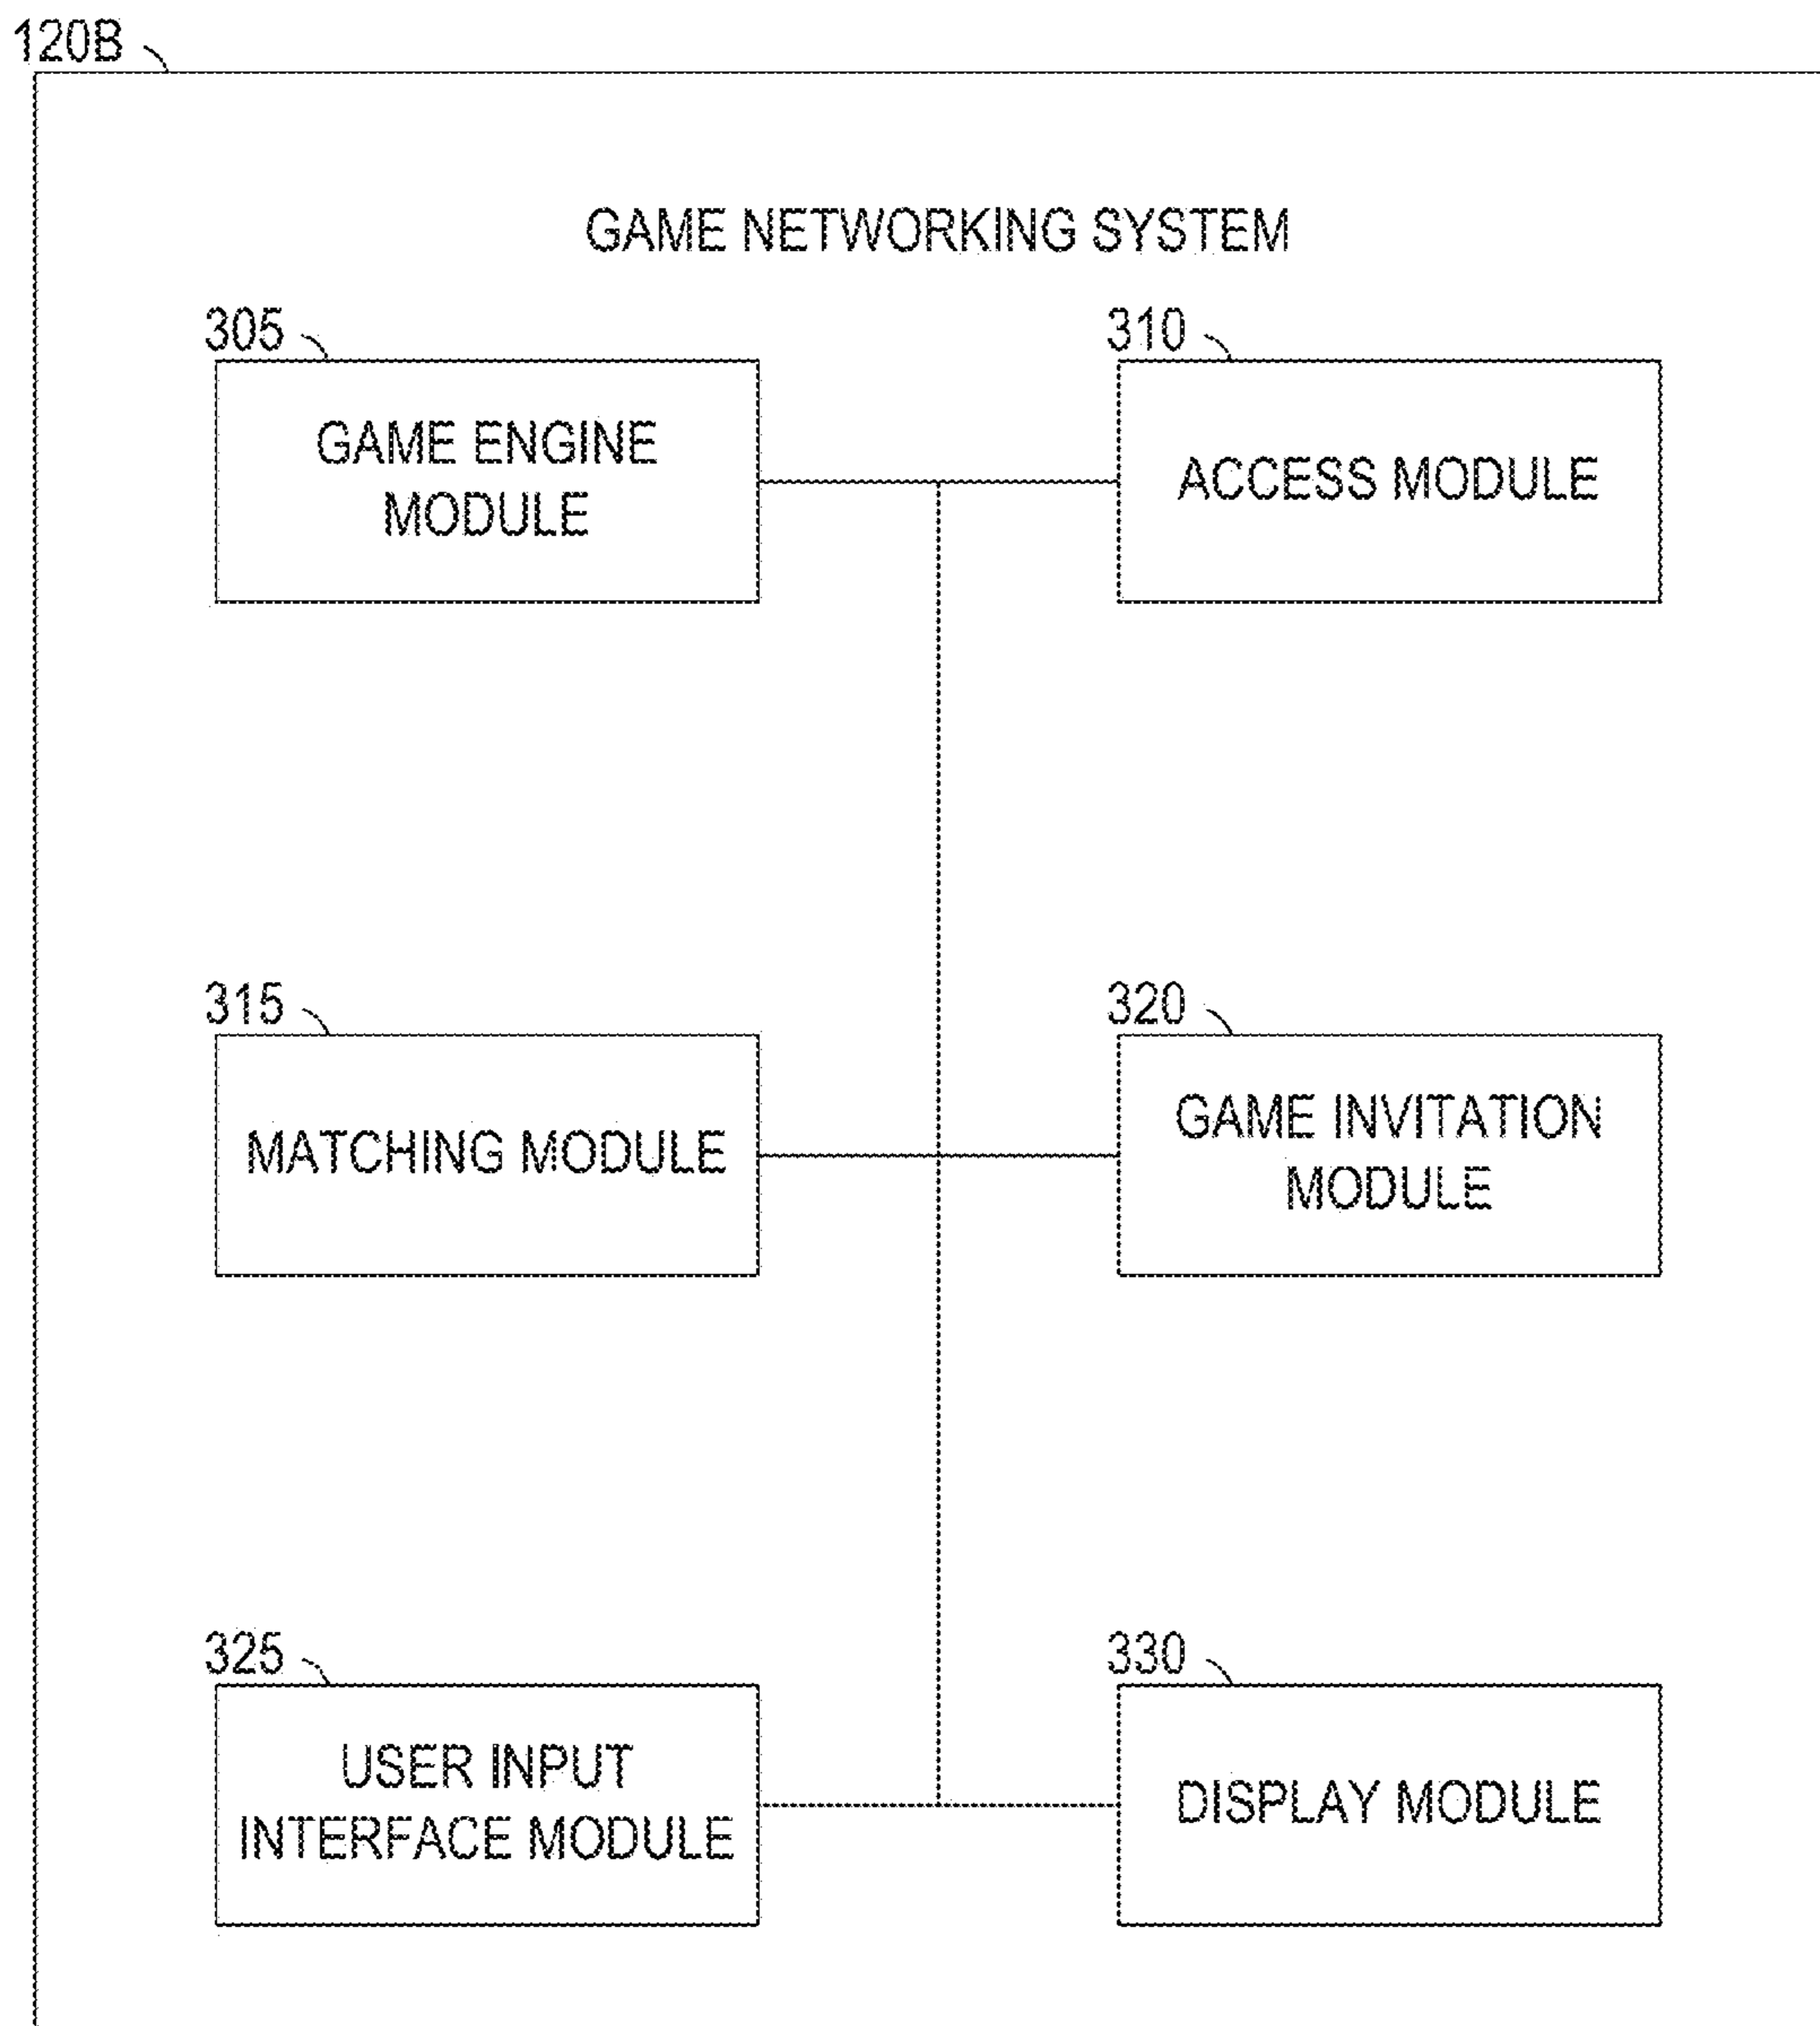 120B
GAME NETWORKING SYSTEM
305
310
GAME ENGINE
MODULE
ACCESS MODULE
315
320
MATCHING MODULE
GAME INVITATION
MODULE
325
330
USER INPUT
INTERFACE MODULE
DISPLAY MODULE